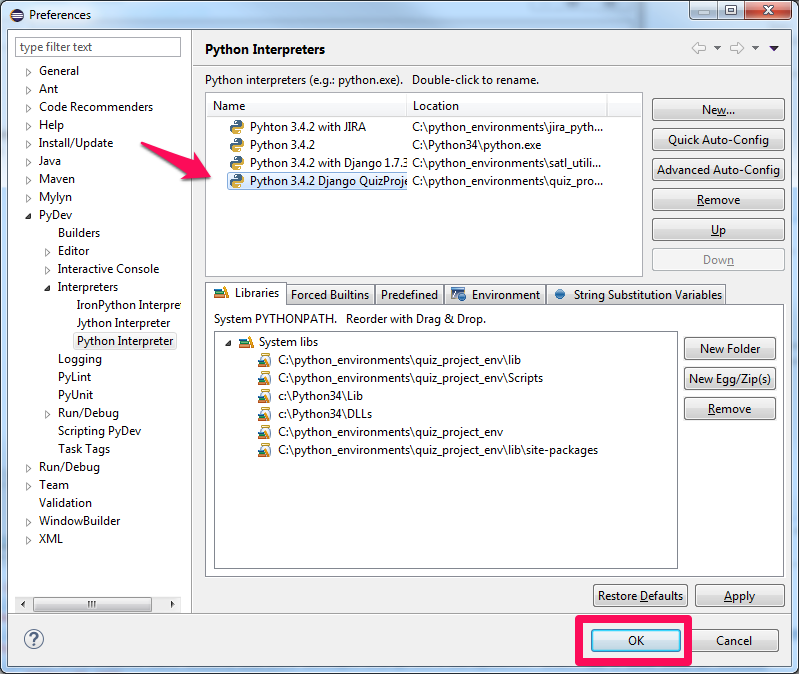 Preferences
type filter text
General
Ant
Code Recommenders
Help
Install/Update
Java
Maven
Mylyn
PyDev
Builders
Editor
Interactive Console
Interpreters
IronPython Interpre
Jython Interpreter
Python Interpreter
Logging
PyLint
PyUnit
Run/Debug
Scripting PyDev
Task Tags
Run/Debug
Team
Validation
WindowBuilder
XML
Python Interpreters
Python interpreters (e.g.: python.exe). Double-click to rename.
Name Location
Pyhton 3.4.2 with JIRA C:\python_environments\jira_pyth...
Python 3.4.2 C:\Python34\python.exe
Python 3.4.2 with Django 1.7.3 C:\python_environments\satl_utili...
Python 3.4.2 Django QuizProje C:\python_environments\quiz_pro...
New...
Quick Auto-Config
Advanced Auto-Config
Remove
Up
Down
Libraries Forced Builtins Predefined Environment String Substitution Variables
System PYTHONPATH. Reorder with Drag & Drop.
System libs
C:\python_environments\quiz_project_env\lib
C:\python_environments\quiz_project_env\Scripts
c:\Python34\Lib
c:\Python34\DLLs
C:\python_environments\quiz_project_env
C:\python_environments\quiz_project_env\lib\site-packages
New Folder
New Egg/Zip(s)
Remove
Restore Defaults Apply
? OK Cancel